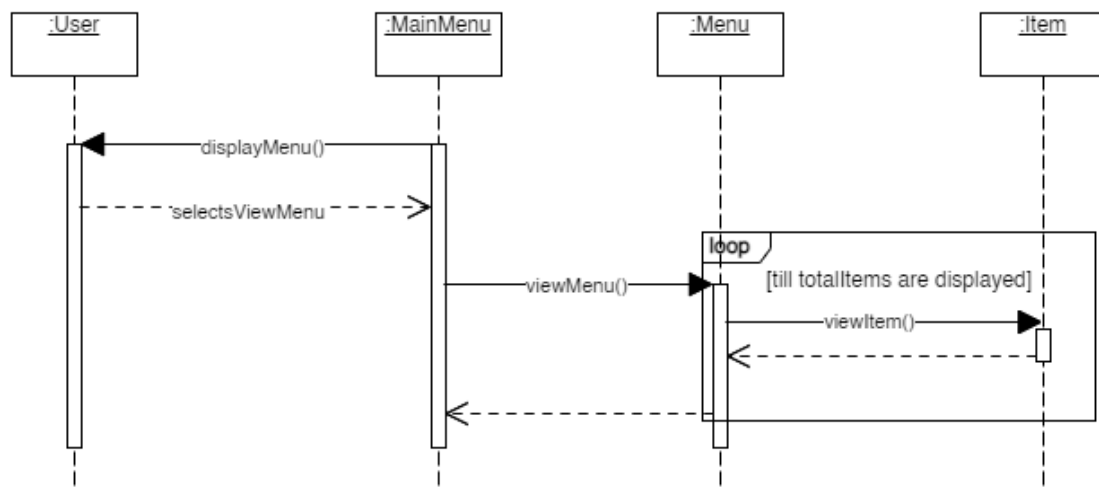 :User
:MainMenu
:Menu
:Item
displayMenu()
selectsViewMenu
loop
[till totalItems are displayed]
viewMenu()
viewItem()